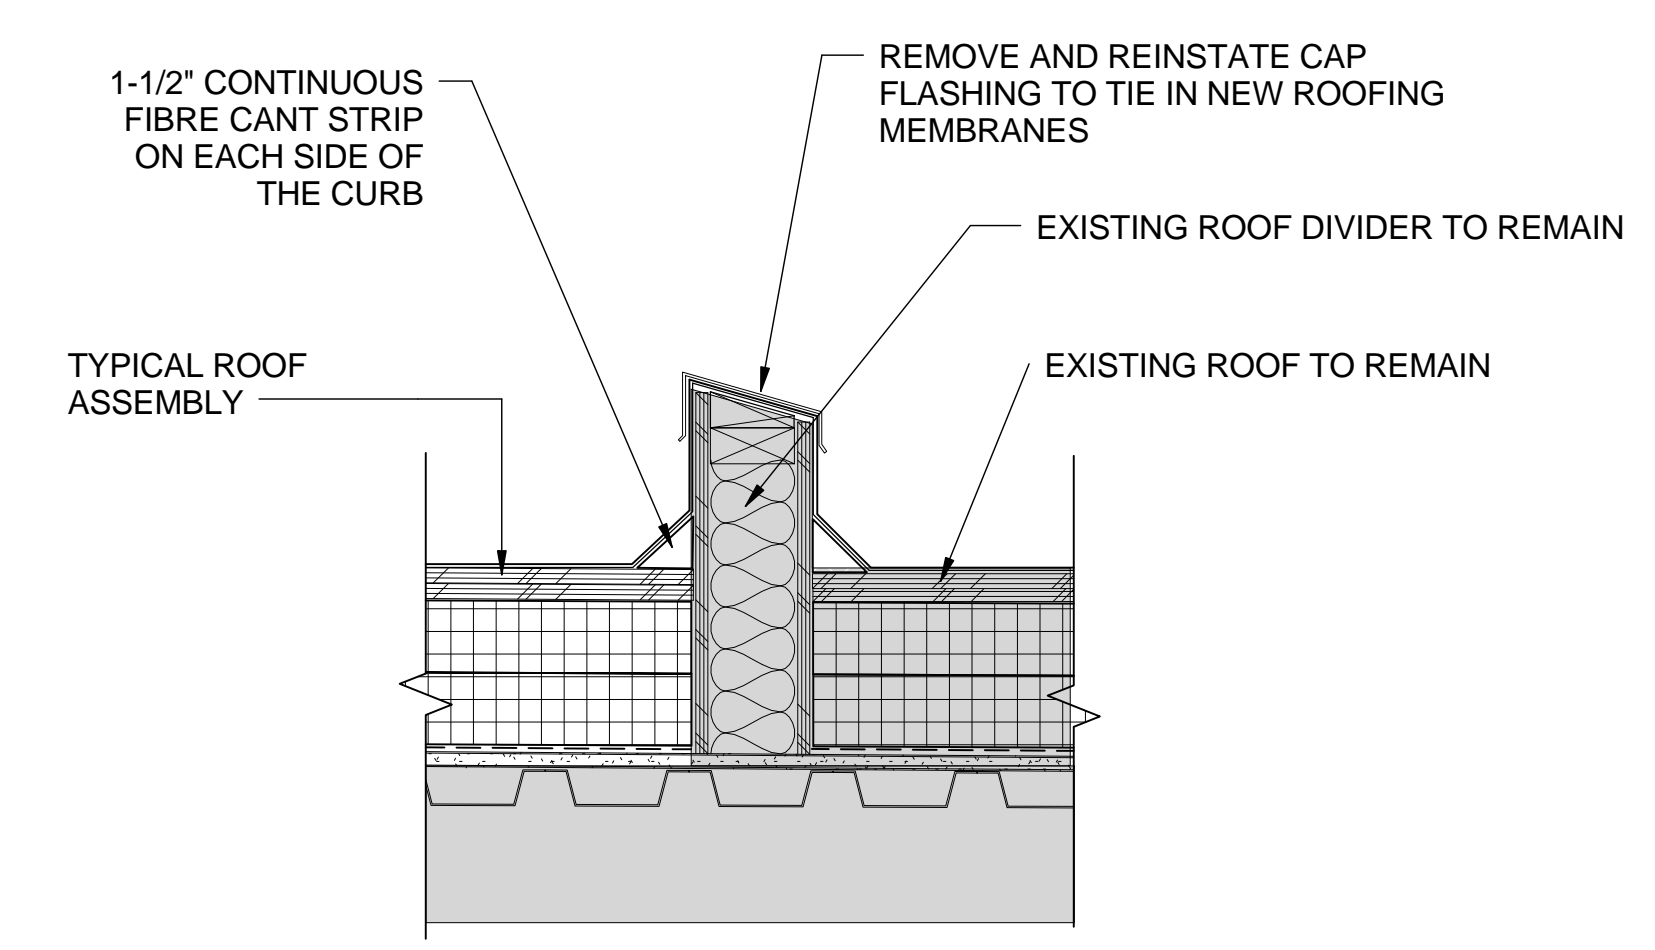 1-1/2" CONTINUOUS
FIBRE CANT STRIP
ON EACH SIDE OF
THE CURB
REMOVE AND REINSTATE CAP
FLASHING TO TIE IN NEW ROOFING
MEMBRANES
EXISTING ROOF DIVIDER TO REMAIN
TYPICAL ROOF
ASSEMBLY
EXISTING ROOF TO REMAIN